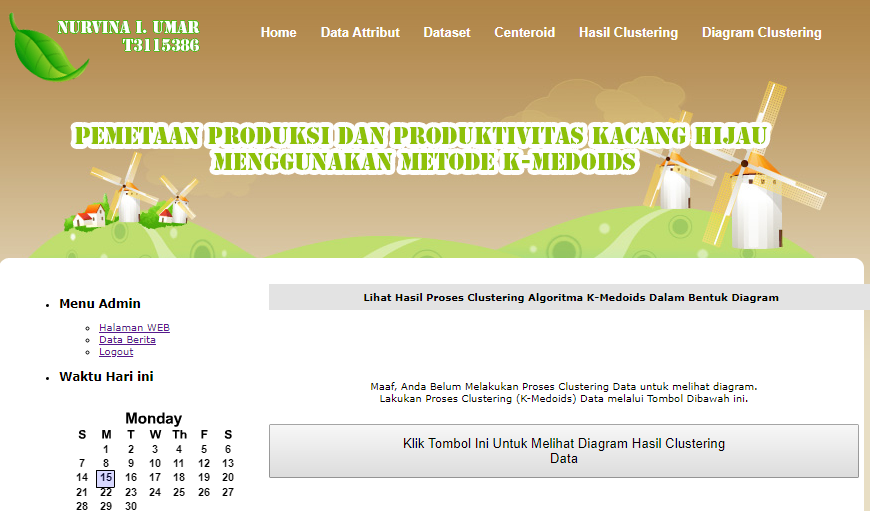 NURVINA I. UMAR
T3115386
Home Data Attribut Dataset Centeroid Hasil Clustering Diagram Clustering
PEMETAAN PRODUKSI DAN PRODUKTIVITAS KACANG HIJAU
MENGGUNAKAN METODE K-MEDOIDS
Menu Admin
Halaman WEB
Data Berita
Logout
Waktu Hari ini
Monday
S M T W Th F S
1 2 3 4 5 6
7 8 9 10 11 12 13
14 15 16 17 18 19 20
21 22 23 24 25 26 27
28 29 30
Lihat Hasil Proses Clustering Algoritma K-Medoids Dalam Bentuk Diagram
Maaf, Anda Belum Melakukan Proses Clustering Data untuk melihat diagram.
Lakukan Proses Clustering (K-Medoids) Data melalui Tombol Dibawah ini.
Klik Tombol Ini Untuk Melihat Diagram Hasil Clustering
Data